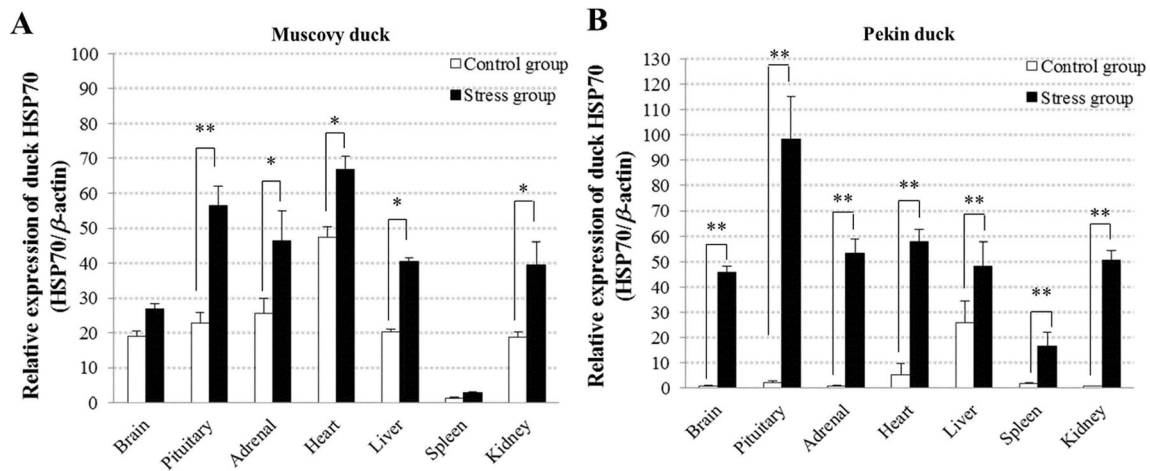 A
Muscovy duck
Relative expression of duck HSP70
(HSP70/β-actin)
100
90
80
70
60
50
40
30
20
10
0
Control group
Stress group
**
*
*
*
*
Brain
Pituitary
Adrenal
Heart
Liver
Spleen
Kidney
B
Pekin duck
Relative expression of duck HSP70
(HSP70/β-actin)
130
120
110
100
90
80
70
60
50
40
30
20
10
0
Control group
Stress group
**
**
**
**
**
**
**
Brain
Pituitary
Adrenal
Heart
Liver
Spleen
Kidney